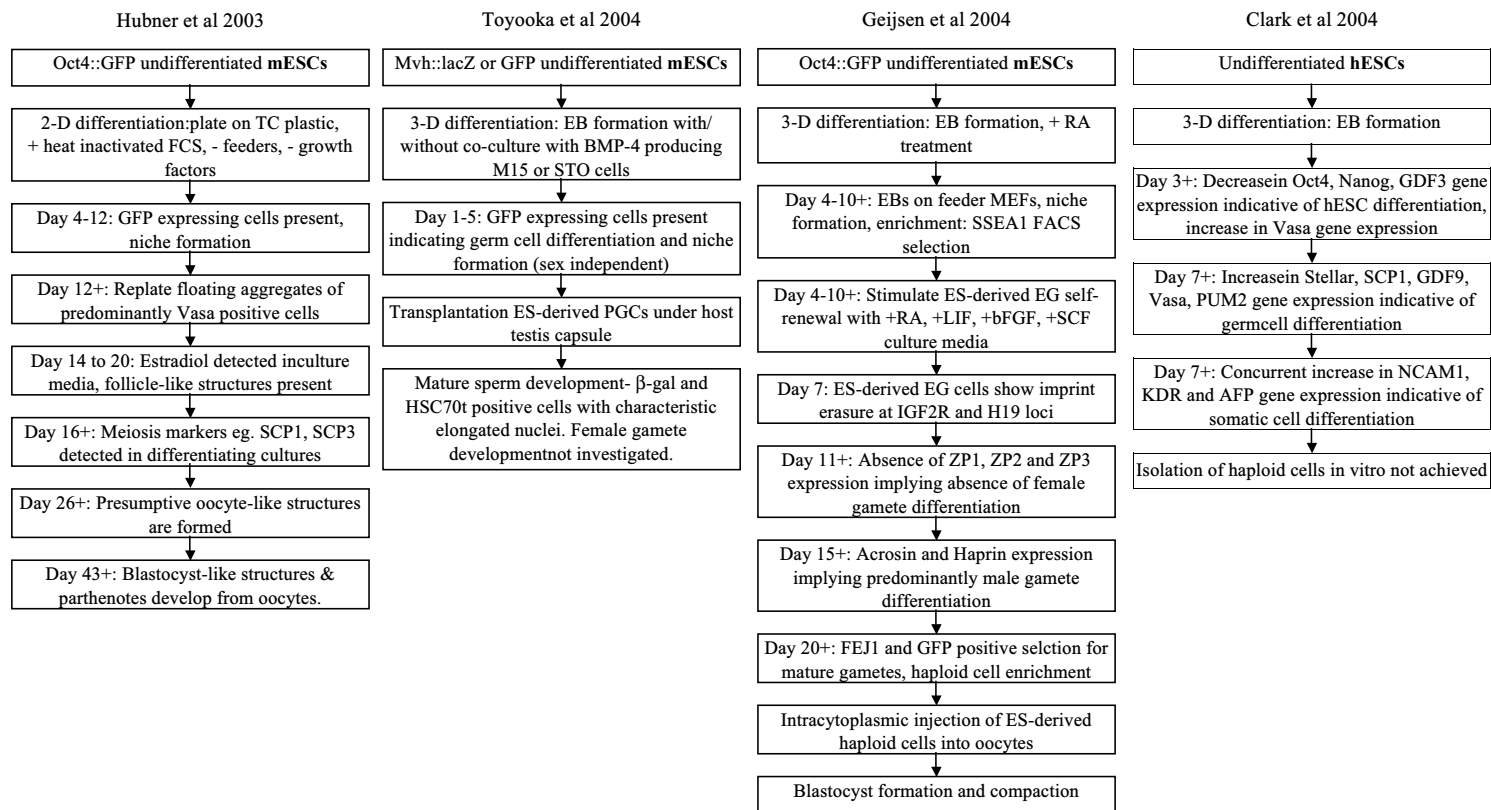 Hubner et al 2003
Oct4::GFP undifferentiated mESCs
2-D differentiation:plate on TC plastic,
+ heat inactivated FCS, - feeders, - growth
factors
Day 4-12: GFP expressing cells present,
niche formation
Day 12+: Replate floating aggregates of
predominantly Vasa positive cells
Day 14 to 20: Estradiol detected inculture
media, follicle-like structures present
Day 16+: Meiosis markers eg. SCP1, SCP3
detected in differentiating cultures
Day 26+: Presumptive oocyte-like structures
are formed
Day 43+: Blastocyst-like structures &
parthenotes develop from oocytes.
Toyooka et al 2004
Mvh::lacZ or GFP undifferentiated mESCs
3-D differentiation: EB formation with/
without co-culture with BMP-4 producing
M15 or STO cells
Day 1-5: GFP expressing cells present
indicating germ cell differentiation and niche
formation (sex independent)
Transplantation ES-derived PGCs under host
testis capsule
Mature sperm development- β-gal and
HSC70t positive cells with characteristic
elongated nuclei. Female gamete
developmentnot investigated.
Geijsen et al 2004
Oct4::GFP undifferentiated mESCs
3-D differentiation: EB formation, + RA
treatment
Day 4-10+: EBs on feeder MEFs, niche
formation, enrichment: SSEA1 FACS
selection
Day 4-10+: Stimulate ES-derived EG self-
renewal with +RA, +LIF, +bFGF, +SCF
culture media
Day 7: ES-derived EG cells show imprint
erasure at IGF2R and H19 loci
Day 11+: Absence of ZP1, ZP2 and ZP3
expression implying absence of female
gamete differentiation
Day 15+: Acrosin and Haprin expression
implying predominantly male gamete
differentiation
Day 20+: FEJ1 and GFP positive selction for
mature gametes, haploid cell enrichment
Intracytoplasmic injection of ES-derived
haploid cells into oocytes
Blastocyst formation and compaction
Clark et al 2004
Undifferentiated hESCs
3-D differentiation: EB formation
Day 3+: Decreasein Oct4, Nanog, GDF3 gene
expression indicative of hESC differentiation,
increase in Vasa gene expression
Day 7+: Increasein Stellar, SCP1, GDF9,
Vasa, PUM2 gene expression indicative of
germcell differentiation
Day 7+: Concurrent increase in NCAM1,
KDR and AFP gene expression indicative of
somatic cell differentiation
Isolation of haploid cells in vitro not achieved